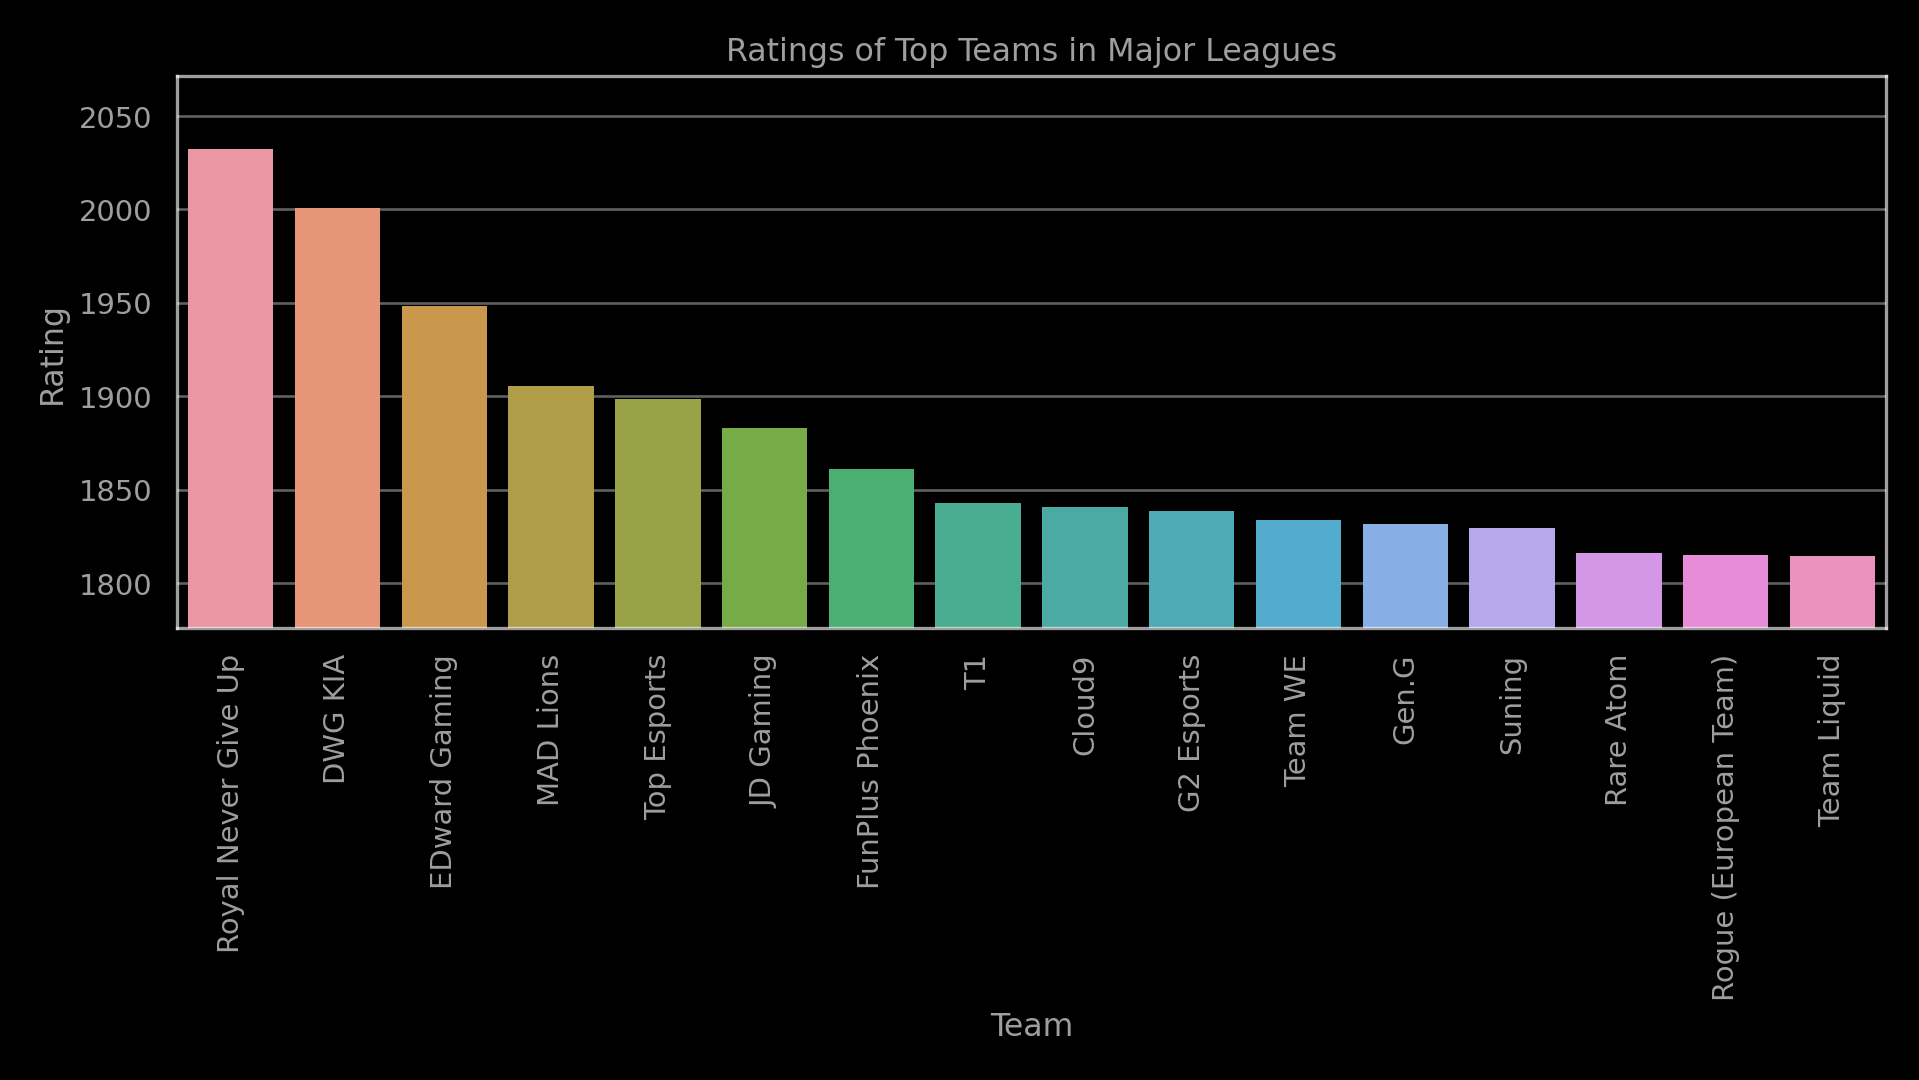 Ratings of Top Teams in Major Leagues
Rating
2050
2000
1950
1900
1850
1800
Royal Never Give Up
DWG KIA
EDward Gaming
MAD Lions
Top Esports
JD Gaming
FunPlus Phoenix
T1
Cloud9
G2 Esports
Team WE
Gen.G
Suning
Rare Atom
Rogue (European Team)
Team Liquid
Team